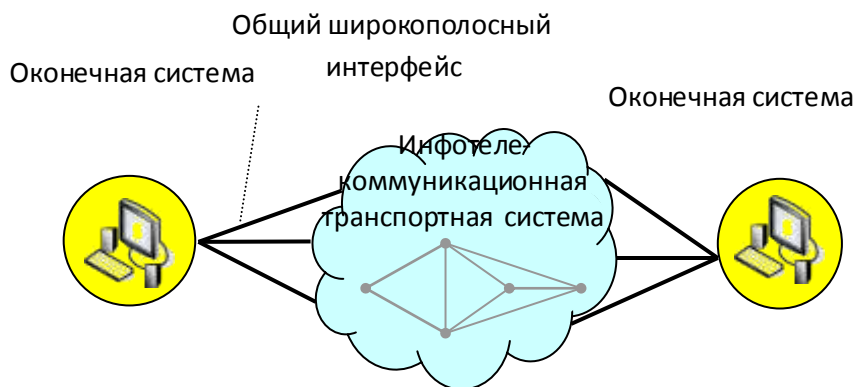 Общий широкополосный
интерфейс
Оконечная система
Оконечная система
Инфотеле-
коммуникационная
транспортная система